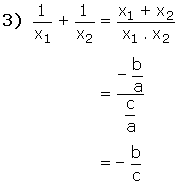 3) 1/x₁ + 1/x₂ = (x₁ + x₂)/(x₁ . x₂)
= (-b/a)/(c/a)
= -b/c